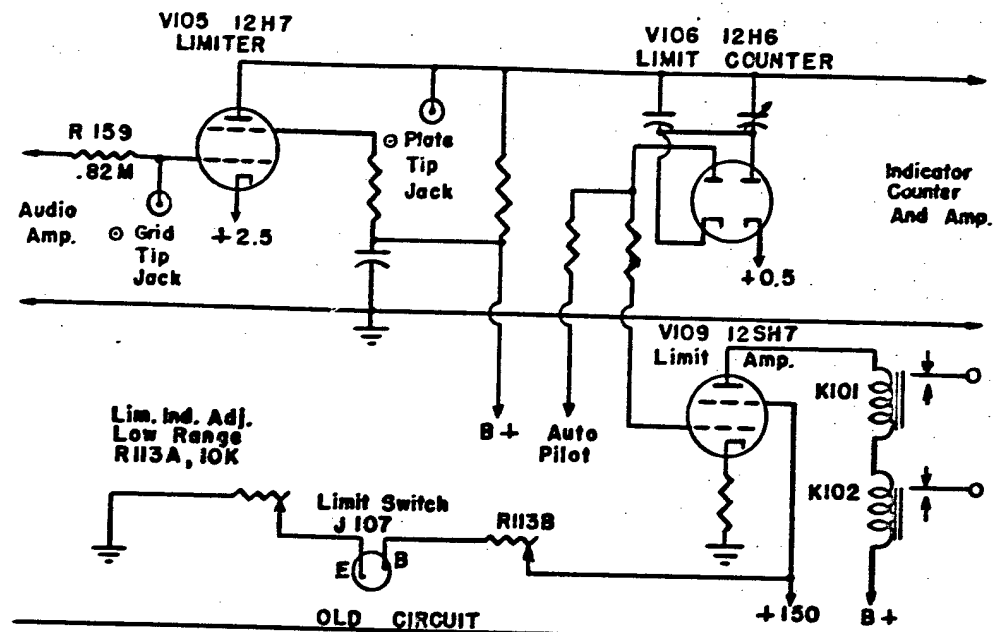 V105 12H7
LIMITER
V106 12H6
LIMIT COUNTER
R 159
.82M
⊙ Plate
Tip
Jack
Indicator
Counter
And Amp.
Audio
Amp.
⊙ Grid
Tip
Jack
+2.5
+0.5
V109 12SH7
Limit Amp.
K101
Lim. Ind. Adj.
Low Range
R113A, 10K
B+
Auto
Pilot
K102
Limit Switch
J 107
R113B
E
B
+150
B+
OLD CIRCUIT